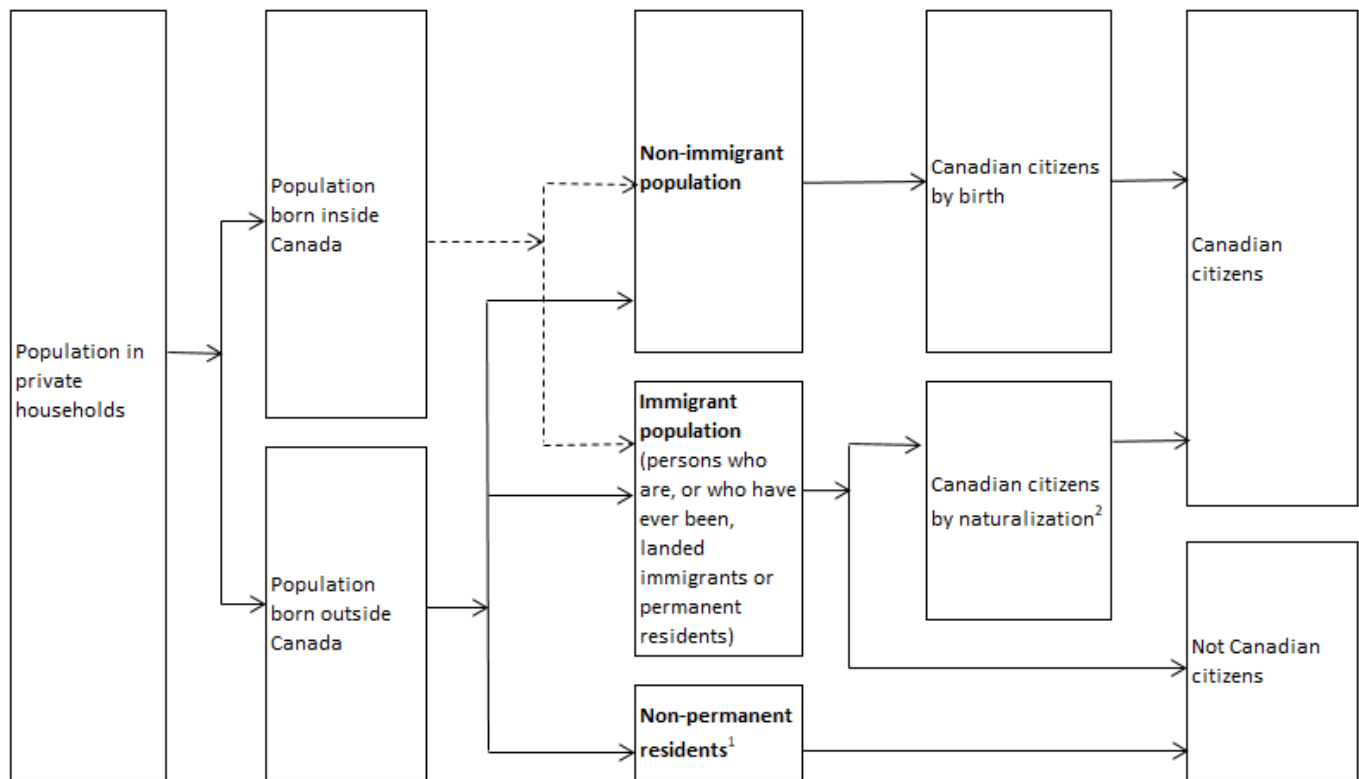 Population in
private
households
Population
born inside
Canada
Population
born outside
Canada
Non-immigrant
population
Immigrant
population
(persons who
are, or who have
ever been,
landed
immigrants or
permanent
residents)
Non-permanent
residents1
Canadian citizens
by birth
Canadian citizens
by naturalization2
Canadian
citizens
Not Canadian
citizens